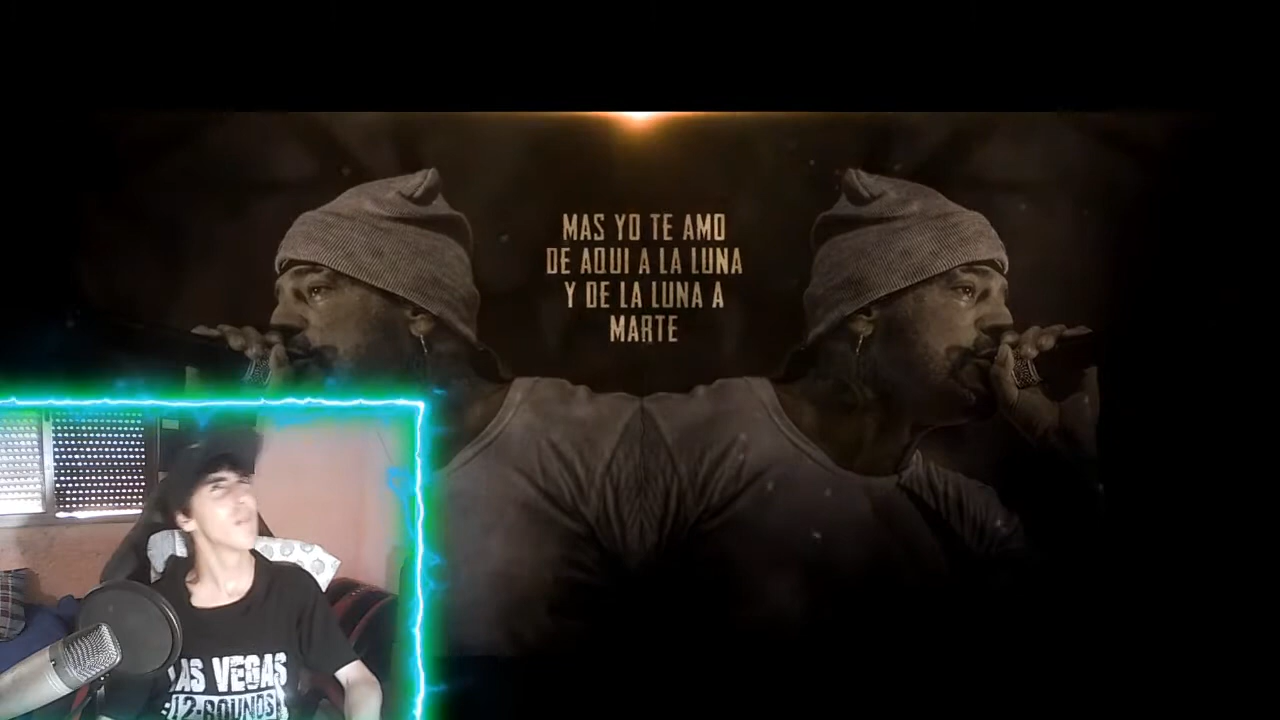 MAS YO TE AMO
DE AQUI A LA LUNA
Y DE LA LUNA A
MARTE
LAS VEGAS
12-ROUNDS